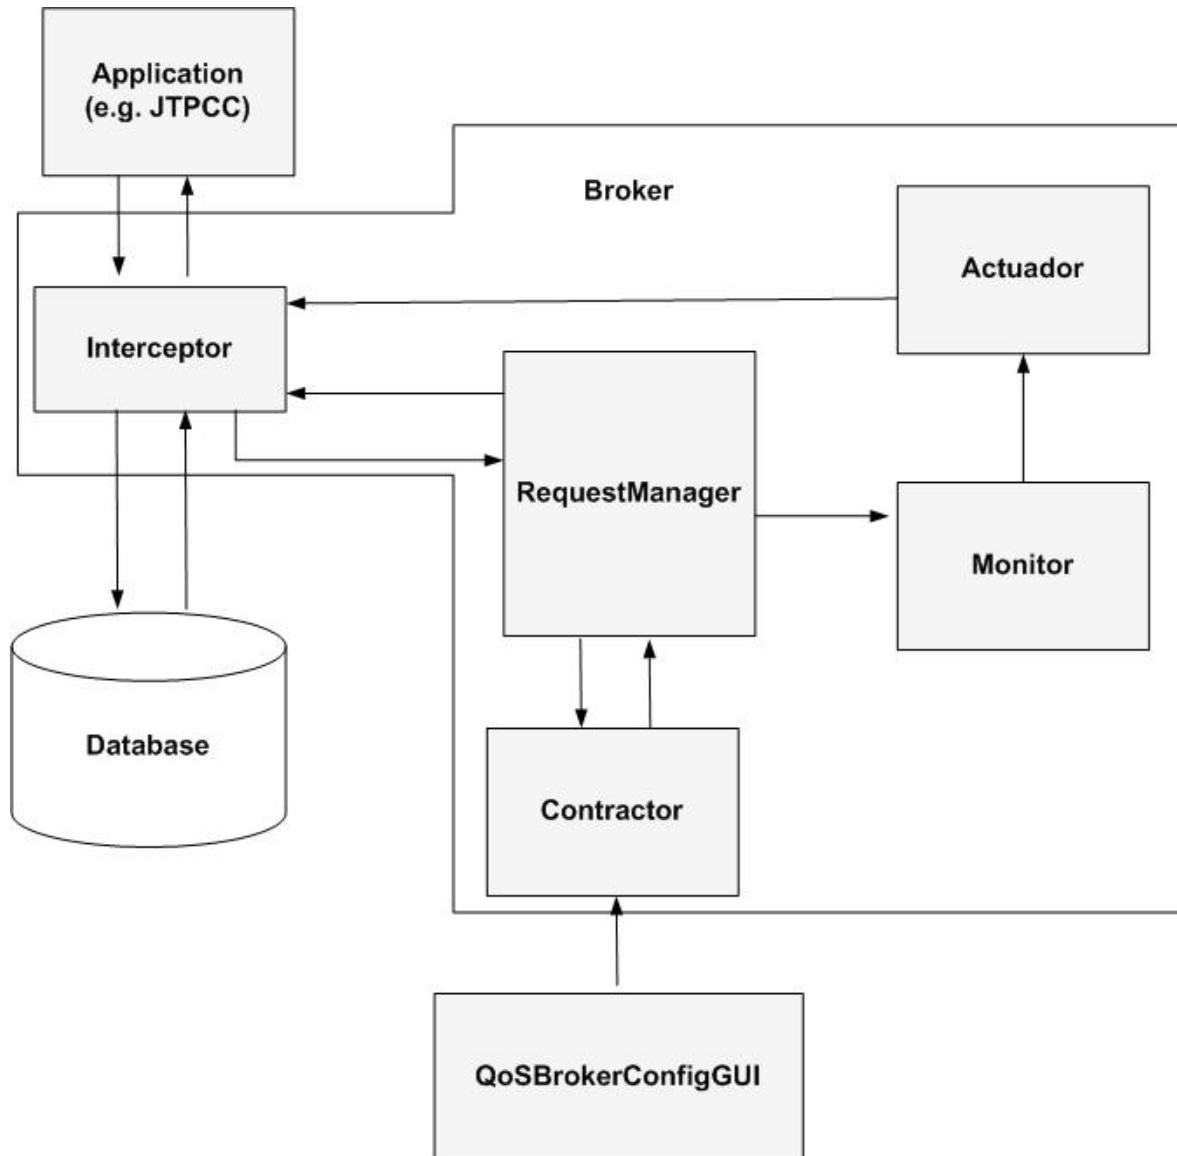 Application
(e.g. JTPCC)
Broker
Actuador
Interceptor
RequestManager
Monitor
Database
Contractor
QoSBrokerConfigGUI